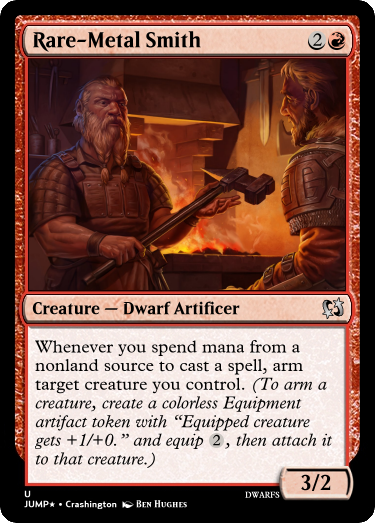 Rare-Metal Smith 2
Creature — Dwarf Artificer
Whenever you spend mana from a
nonland source to cast a spell, arm
target creature you control. (To arm a
creature, create a colorless Equipment
artifact token with “Equipped creature
gets +1/+0.” and equip 2, then attach it
to that creature.)
3/2
U
DWARFS
JUMP★ • Crashington Ben Hughes